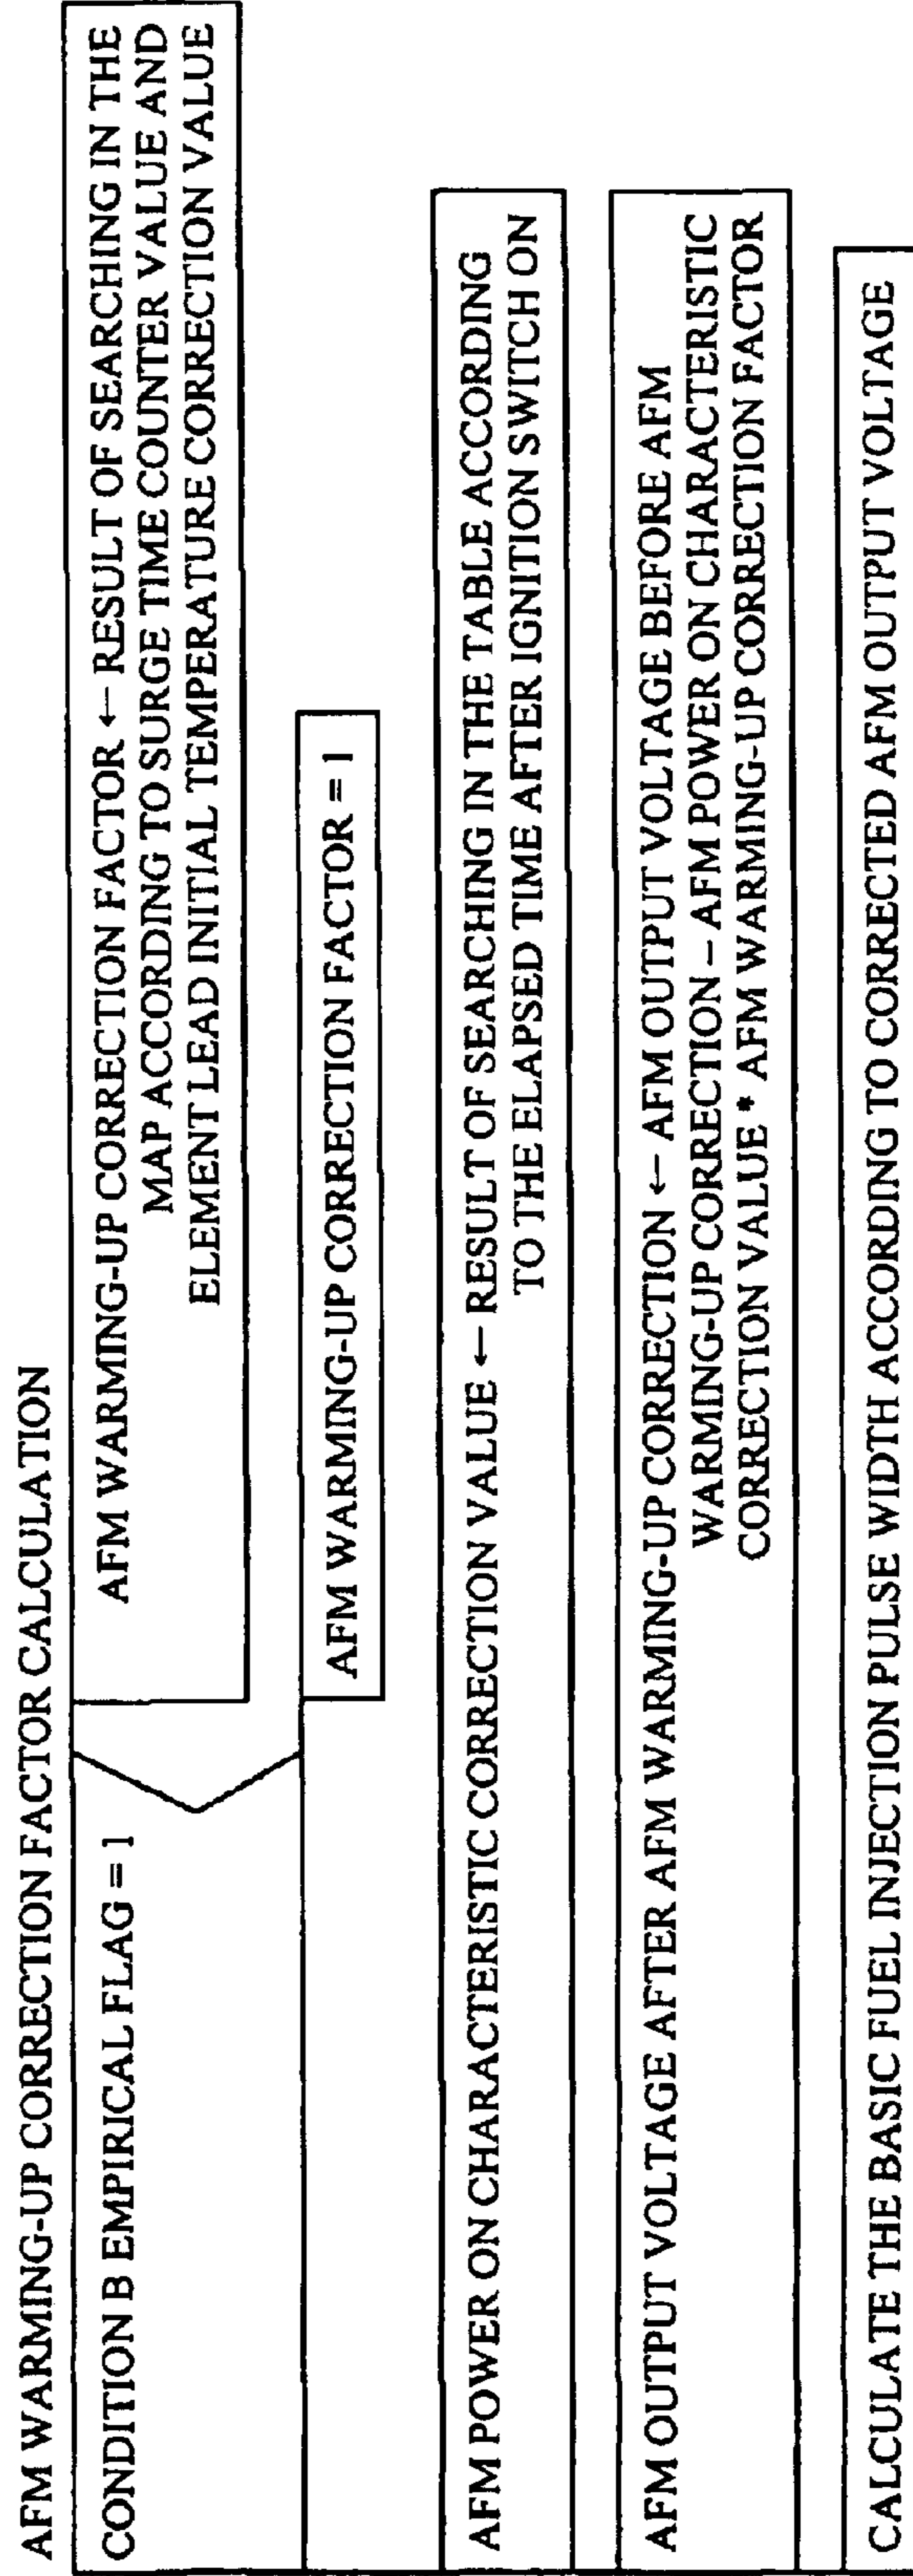 AFM WARMING-UP CORRECTION FACTOR CALCULATION
CONDITION B EMPIRICAL FLAG = 1
AFM WARMING-UP CORRECTION FACTOR ← RESULT OF SEARCHING IN THE
MAP ACCORDING TO SURGE TIME COUNTER VALUE AND
ELEMENT LEAD INITIAL TEMPERATURE CORRECTION VALUE
AFM WARMING-UP CORRECTION FACTOR = 1
AFM POWER ON CHARACTERISTIC CORRECTION VALUE ← RESULT OF SEARCHING IN THE TABLE ACCORDING
TO THE ELAPSED TIME AFTER IGNITION SWITCH ON
AFM OUTPUT VOLTAGE AFTER AFM WARMING-UP CORRECTION ← AFM OUTPUT VOLTAGE BEFORE AFM
WARMING-UP CORRECTION – AFM POWER ON CHARACTERISTIC
CORRECTION VALUE * AFM WARMING-UP CORRECTION FACTOR
CALCULATE THE BASIC FUEL INJECTION PULSE WIDTH ACCORDING TO CORRECTED AFM OUTPUT VOLTAGE